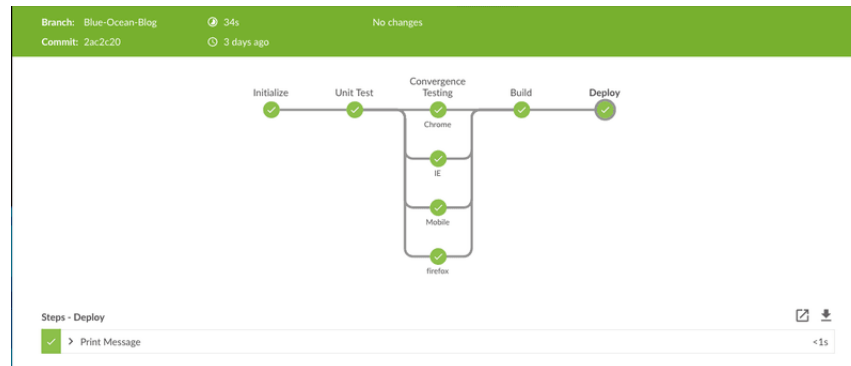 Branch: Blue-Ocean-Blog 34s No changes
Commit: 2ac2c20 3 days ago
Convergence
Initialize Unit Test Testing Build Deploy
Chrome
IE
Mobile
firefox
Steps - Deploy
Print Message <1s